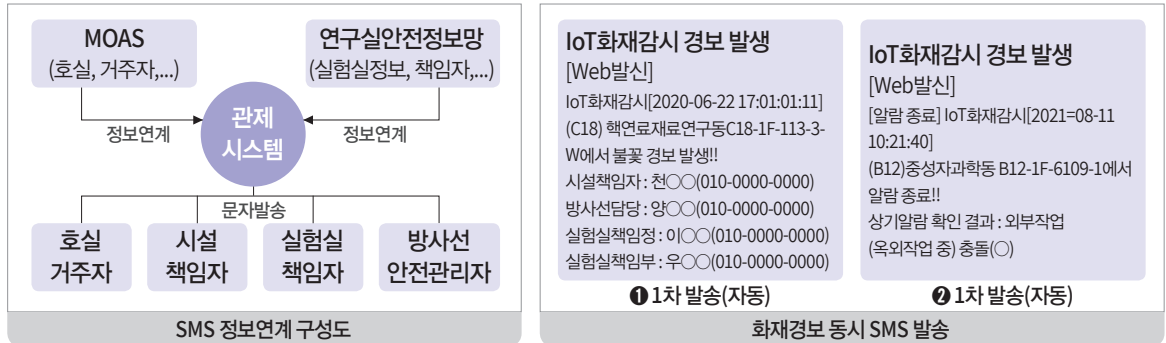 MOAS
(호실, 거주자,...)
연구실안전정보망
(실험실정보, 책임자,...)
관제
시스템
정보연계
정보연계
문자발송
호실
거주자
시설
책임자
실험실
책임자
방사선
안전관리자
SMS 정보연계 구성도
IoT화재감시 경보 발생
[Web발신]
IoT화재감시[2020-06-22 17:01:01:11]
(C18) 핵연료재료연구동C18-1F-113-3-
W에서 불꽃 경보 발생!!
시설책임자 : 천○○(010-0000-0000)
방사선담당 : 양○○(010-0000-0000)
실험실책임정 : 이○○(010-0000-0000)
실험실책임부 : 우○○(010-0000-0000)
❶ 1차 발송(자동)
IoT화재감시 경보 발생
[Web발신]
[알람 종료] IoT화재감시[2021=08-11
10:21:40]
(B12)중성자과학동 B12-1F-6109-1에서
알람 종료!!
상기알람 확인 결과 : 외부작업
(옥외작업 중) 충돌(○)
❷ 1차 발송(자동)
화재경보 동시 SMS 발송